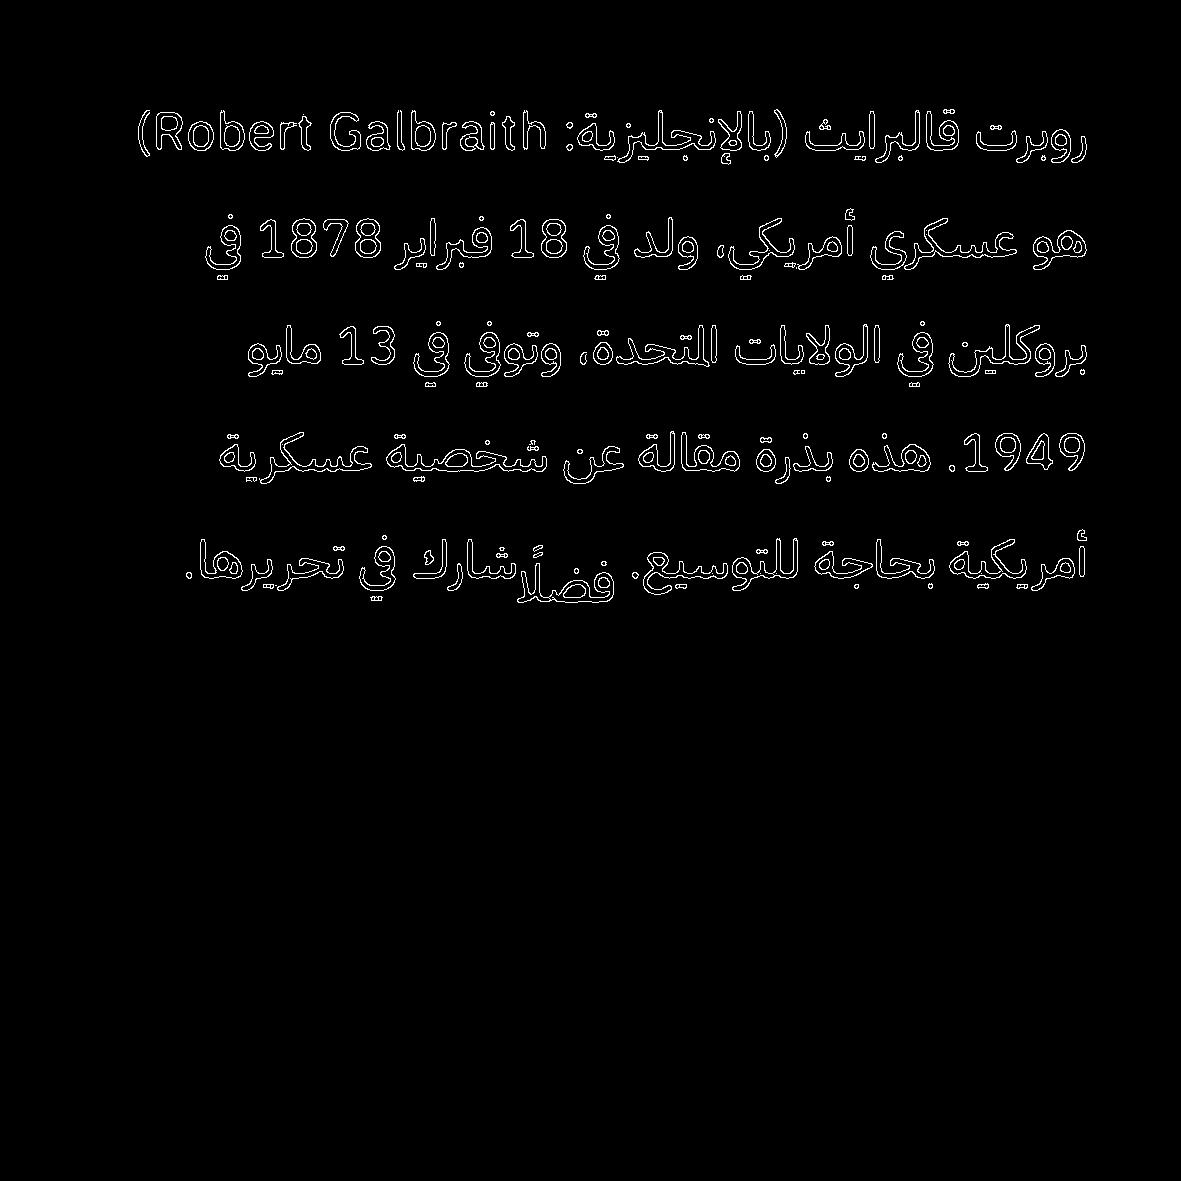 روبرت قالبرايث (بالإنجليزية: Robert Galbraith)
هو عسكري أمريكي، ولد في 18 فبراير 1878 في
بروكلين في الولايات المتحدة، وتوفي في 13 مايو
1949. هذه بذرة مقالة عن شخصية عسكرية
أمريكية بحاجة للتوسيع. فضلًا شارك في تحريرها.